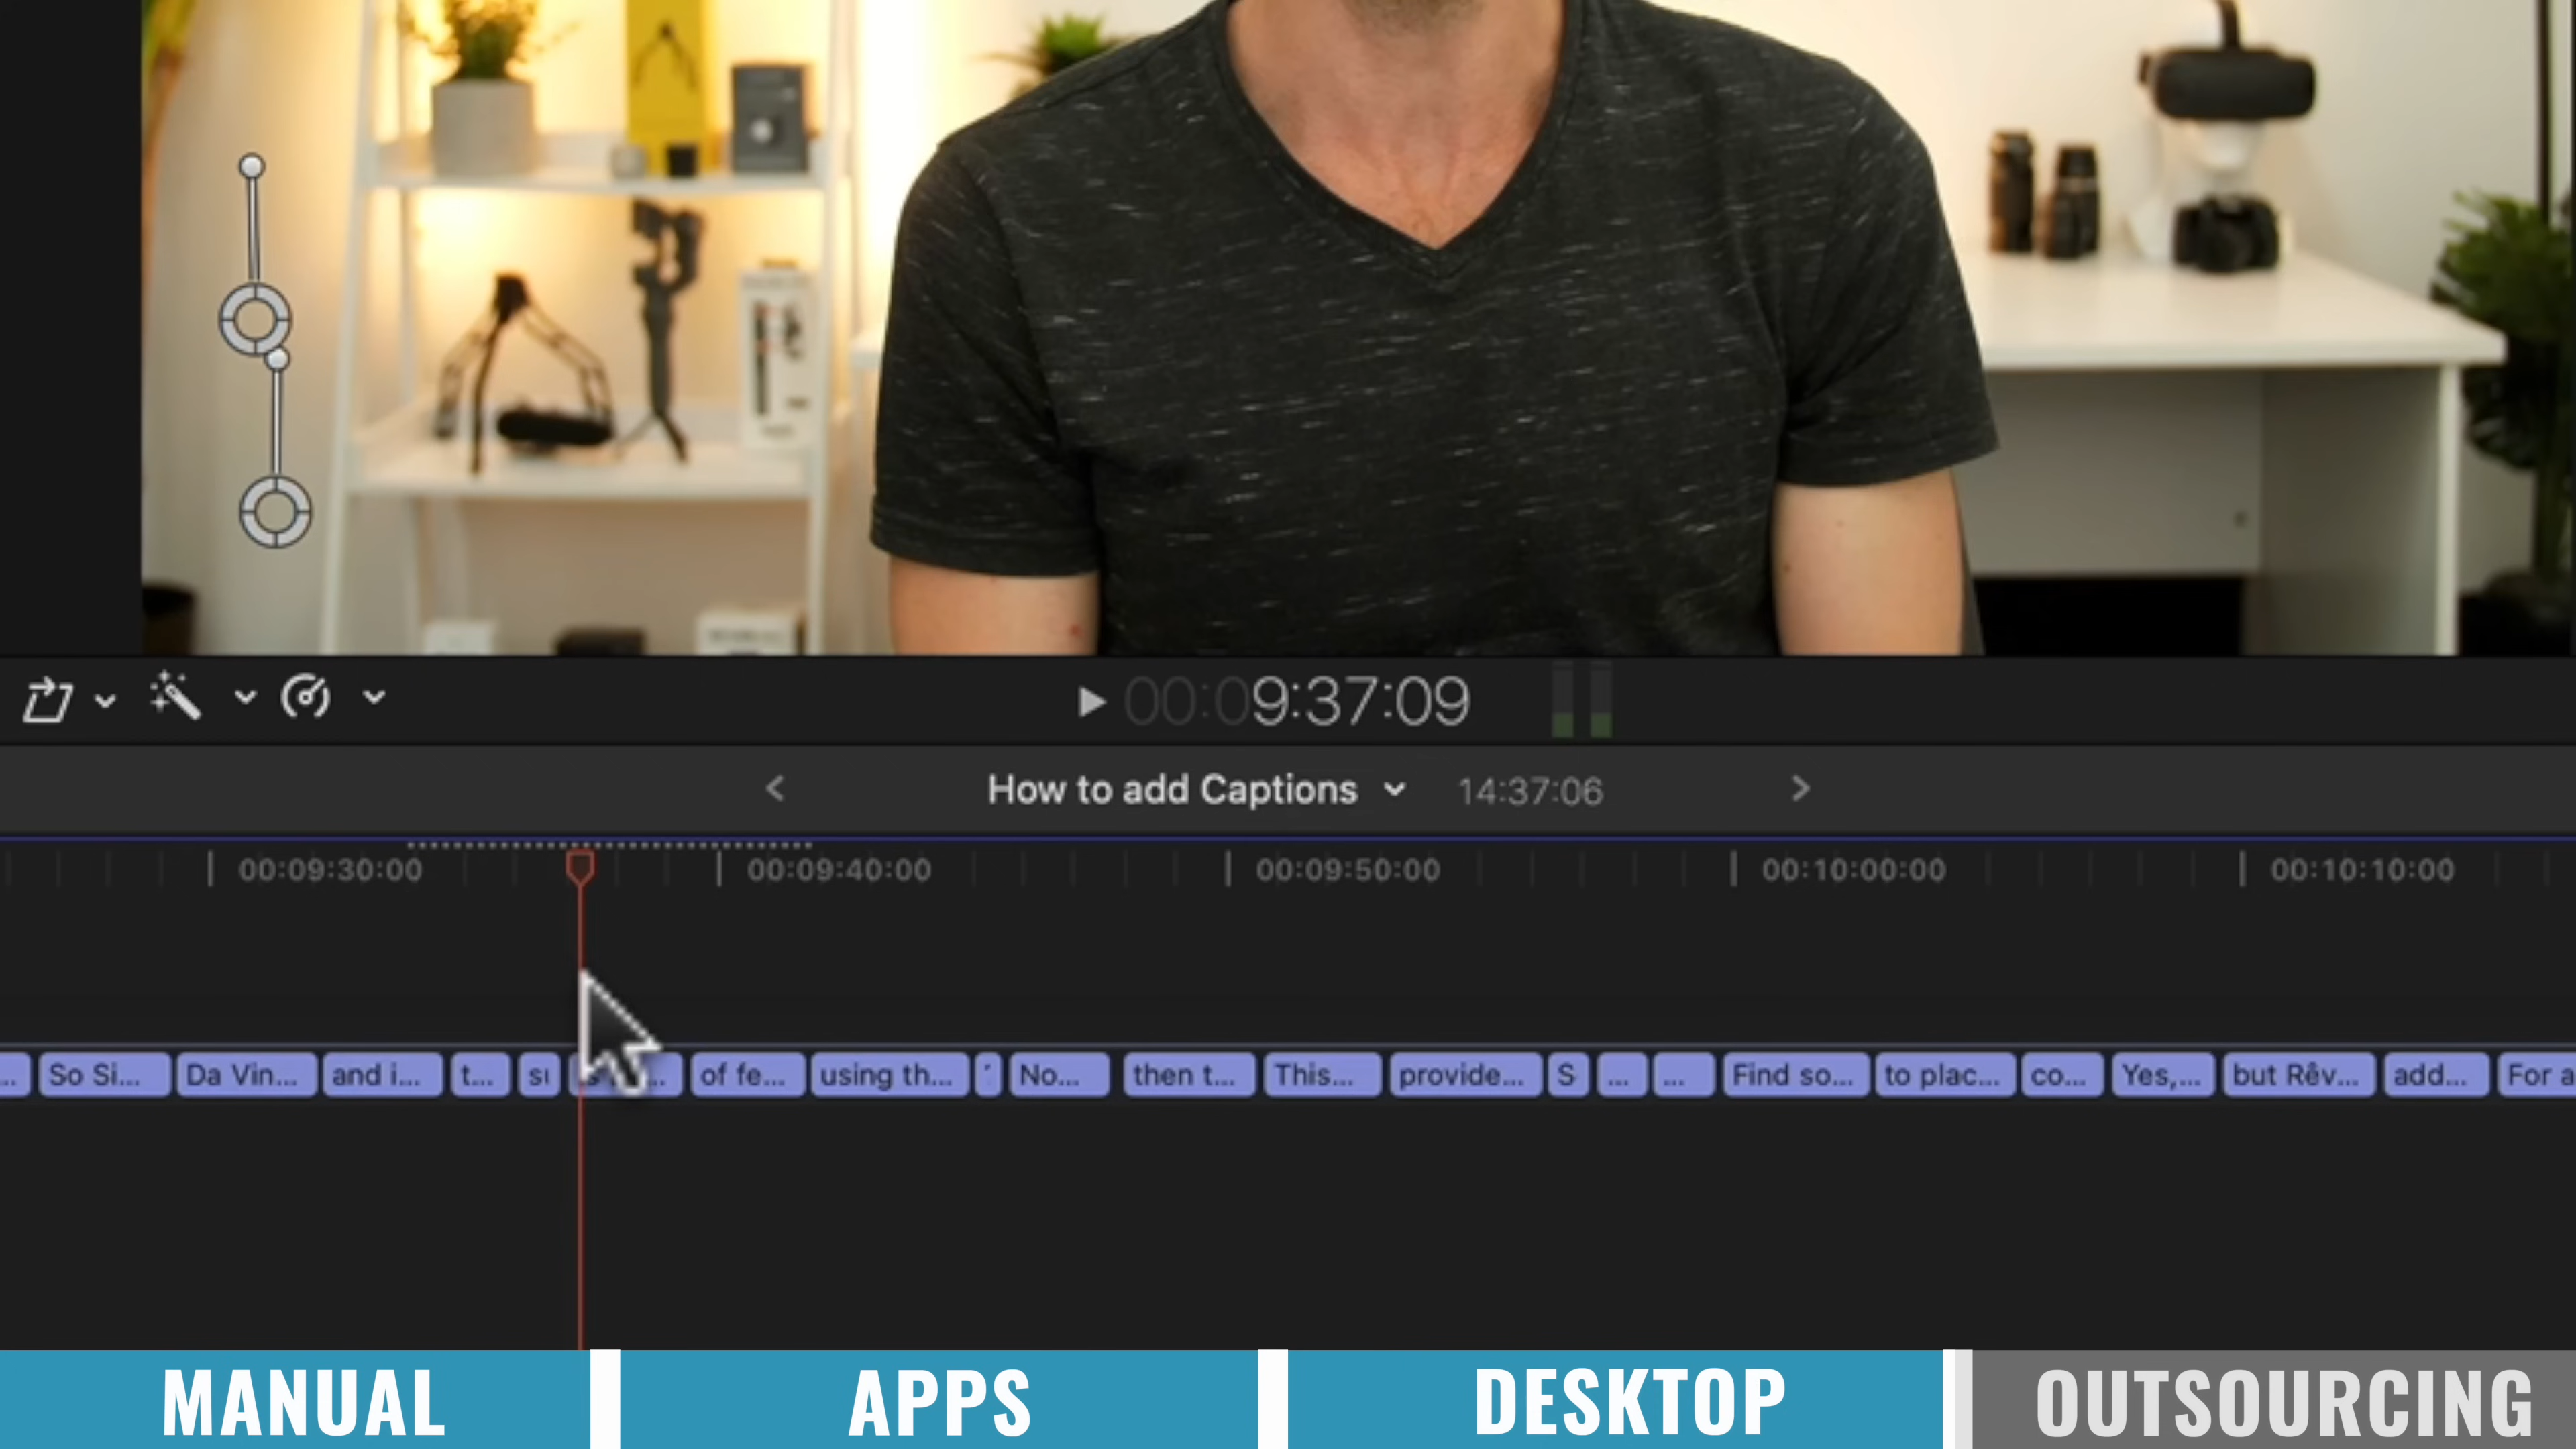 00:09:37:09
How to add Captions 14:37:06
00:09:30:00 00:09:40:00 00:09:50:00 00:10:00:00 00:10:10:00
... So Si... Da Vin... and i... t... of fe... using th... No... then t... This... provide... S ... ... Find so... to plac... co... Yes,... but Rêv... add... For a
MANUAL APPS DESKTOP OUTSOURCING